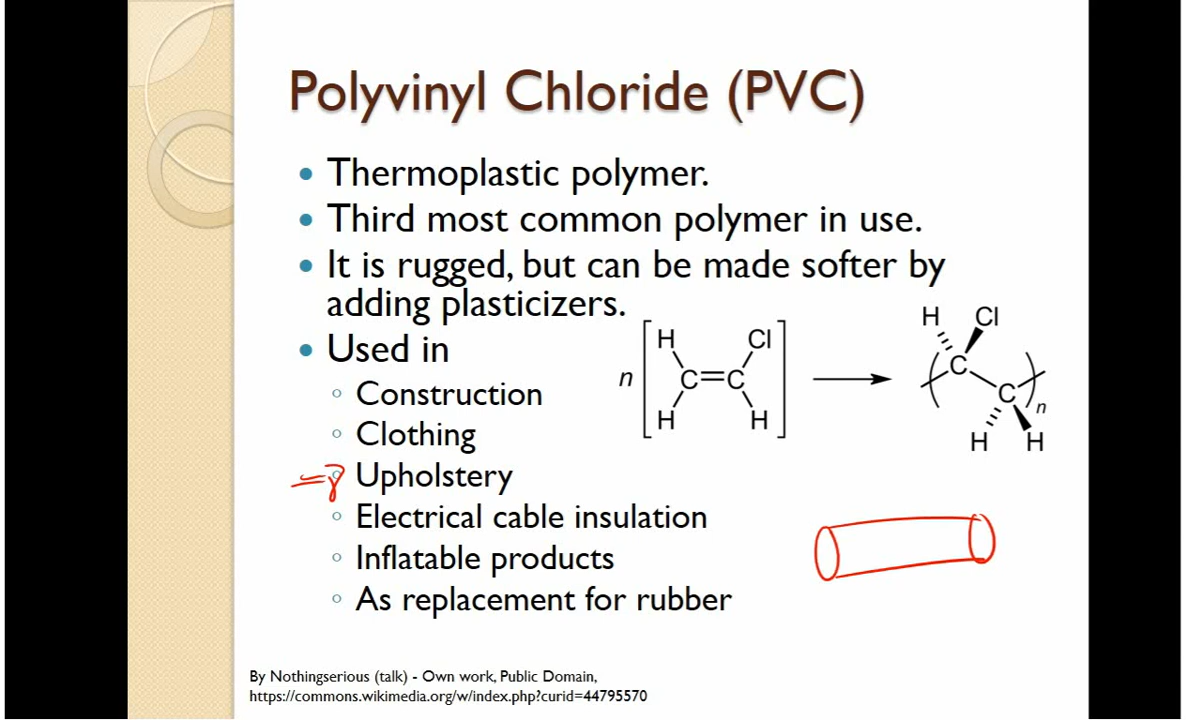 Polyvinyl Chloride (PVC)
• Thermoplastic polymer.
• Third most common polymer in use.
• It is rugged, but can be made softer by
adding plasticizers.
• Used in
◦ Construction
◦ Clothing
◦ Upholstery
◦ Electrical cable insulation
◦ Inflatable products
◦ As replacement for rubber
H Cl
n C=C
H H
H Cl
C
C
n
H H
By Nothingserious (talk) - Own work, Public Domain,
https://commons.wikimedia.org/w/index.php?curid=44795570